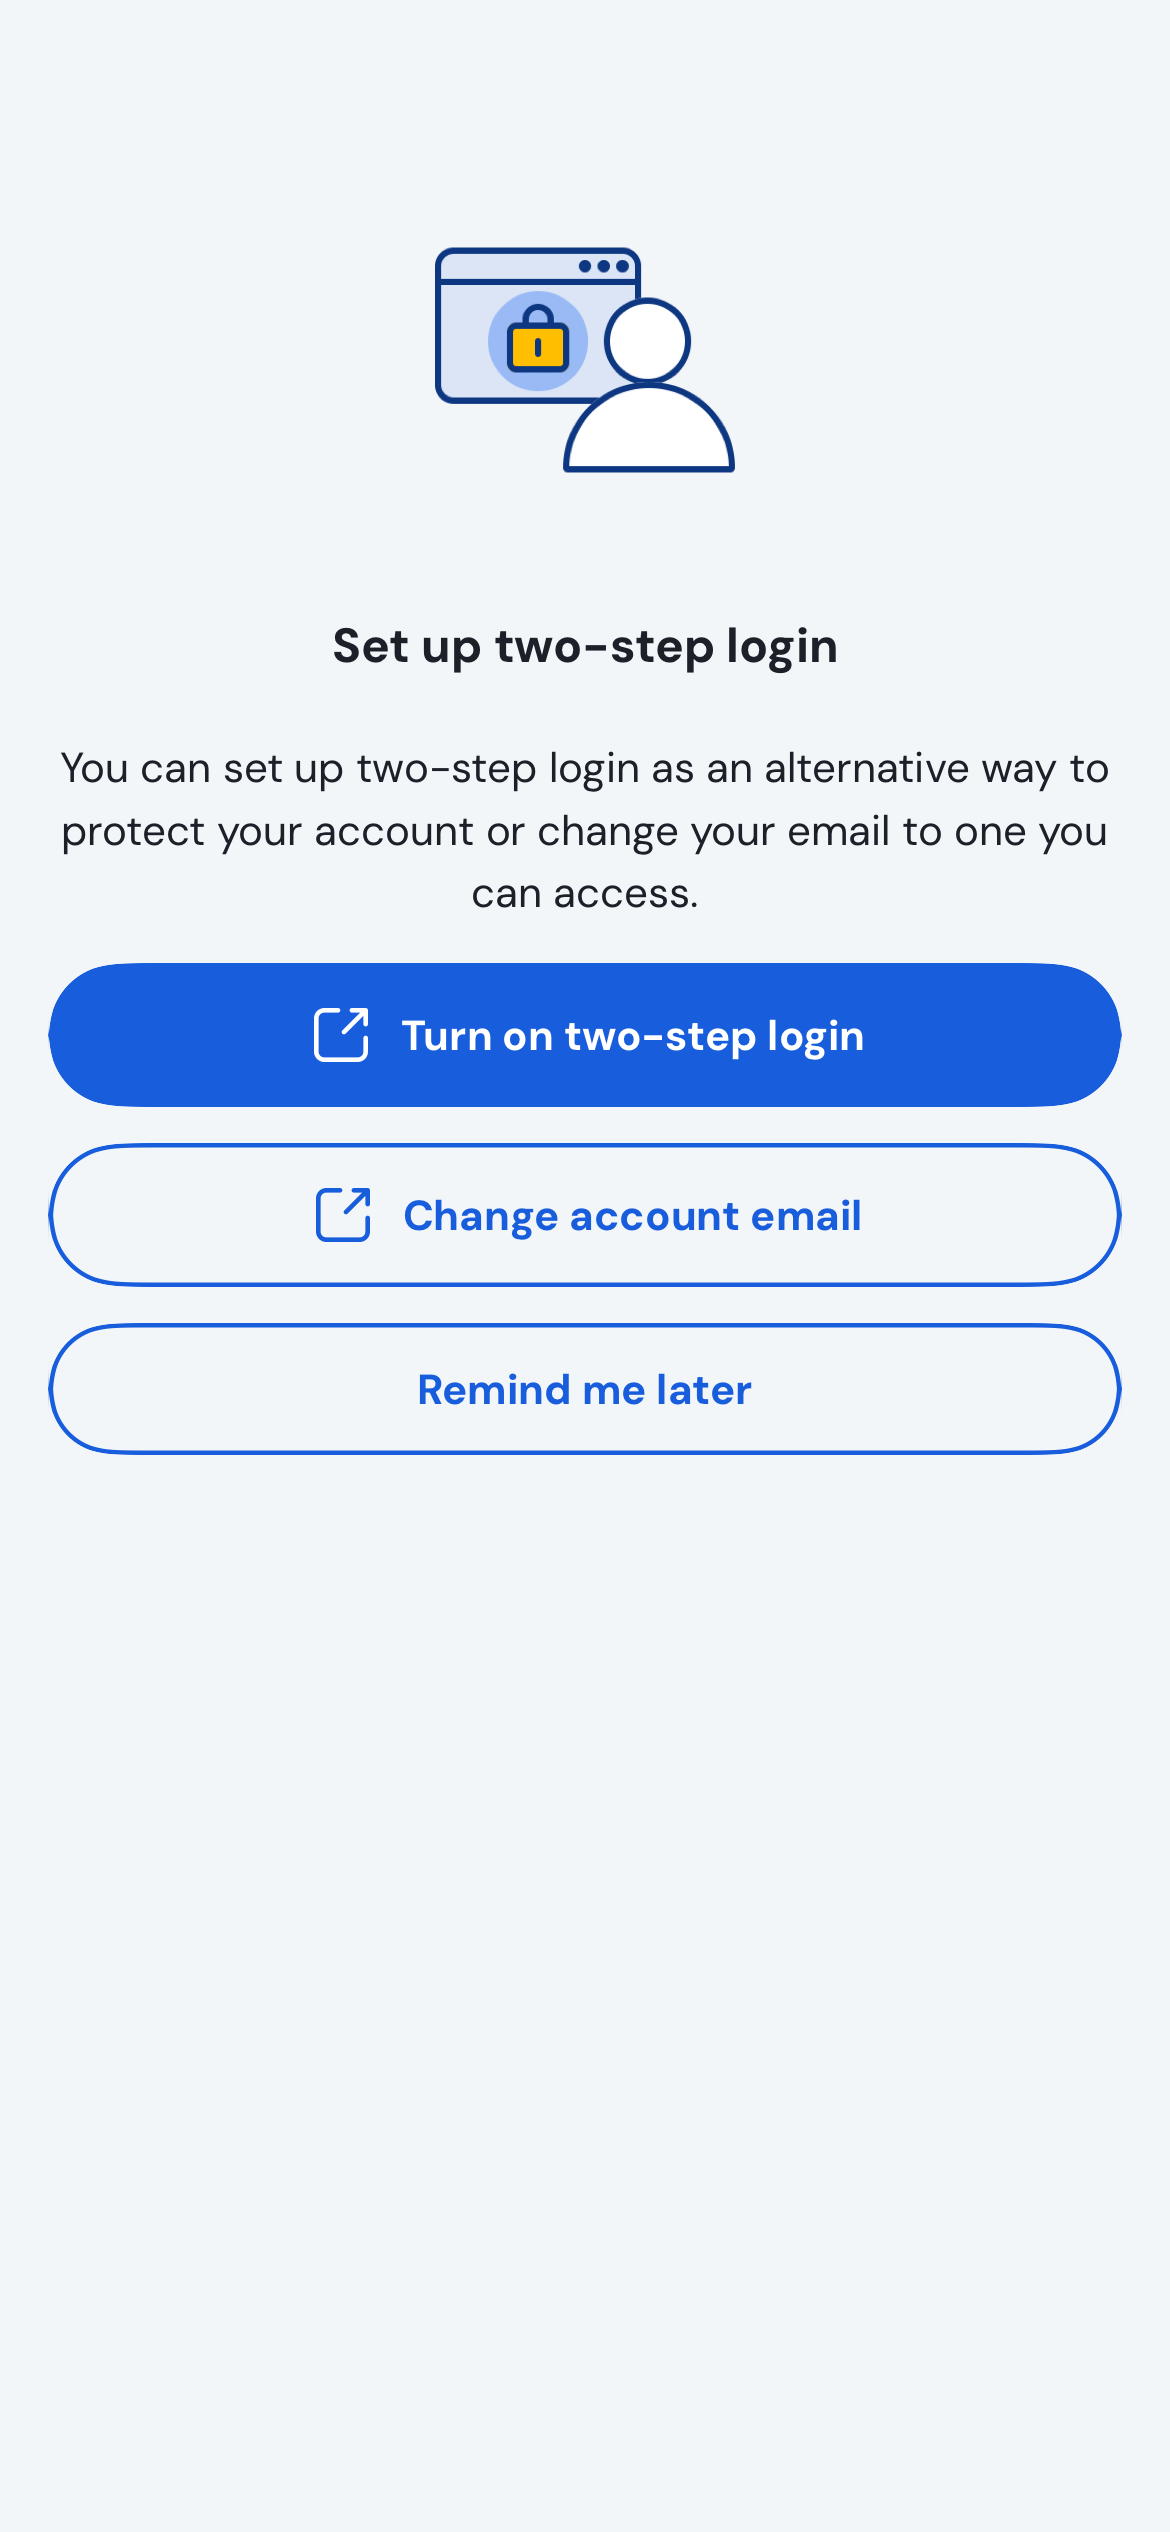 Set up two-step login
You can set up two-step login as an alternative way to
protect your account or change your email to one you
can access.
Turn on two-step login
Change account email
Remind me later